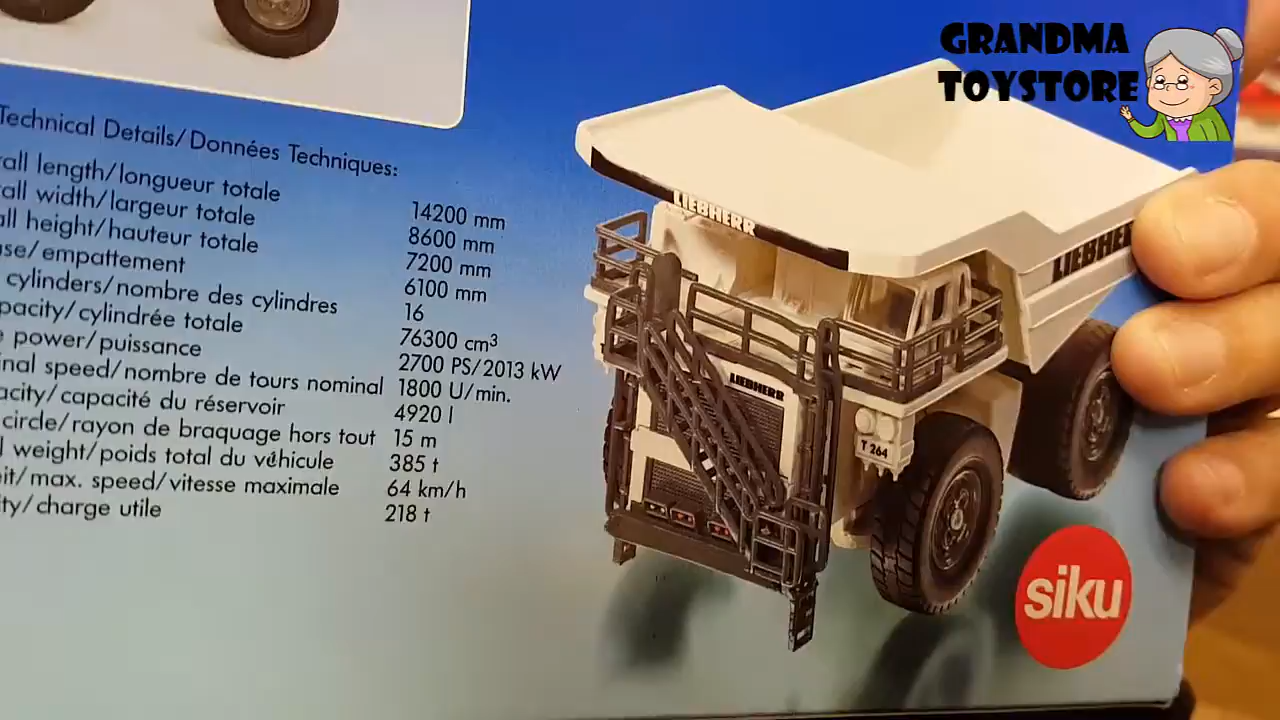 GRANDMA
TOYSTORE
Technical Details/Données Techniques:
all length/longueur totale 14200 mm
all width/largeur totale 8600 mm
all height/hauteur totale 7200 mm
ase/empattement 6100 mm
cylinders/nombre des cylindres 16
pacity/cylindrée totale 76300 cm³
power/puissance 2700 PS/2013 kW
nal speed/nombre de tours nominal 1800 U/min.
acity/capacité du réservoir 4920 l
circle/rayon de braquage hors tout 15 m
weight/poids total du véhicule 385 t
it/max. speed/vitesse maximale 64 km/h
ty/charge utile 218 t
LIEBHERR
LIEBHER
LIEBHERR
T 264
siku